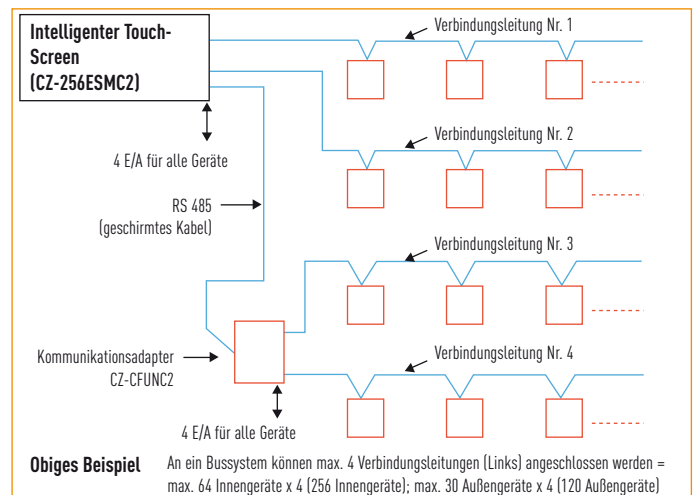 Intelligenter Touch-
Screen
(CZ-256ESMC2)
Verbindungsleitung Nr. 1
4 E/A für alle Geräte
Verbindungsleitung Nr. 2
RS 485
(geschirmtes Kabel)
Verbindungsleitung Nr. 3
Kommunikationsadapter
CZ-CFUNC2
Verbindungsleitung Nr. 4
4 E/A für alle Geräte
Obiges Beispiel An ein Bussystem können max. 4 Verbindungsleitungen (Links) angeschlossen werden =
max. 64 Innengeräte x 4 (256 Innengeräte); max. 30 Außengeräte x 4 (120 Außengeräte)